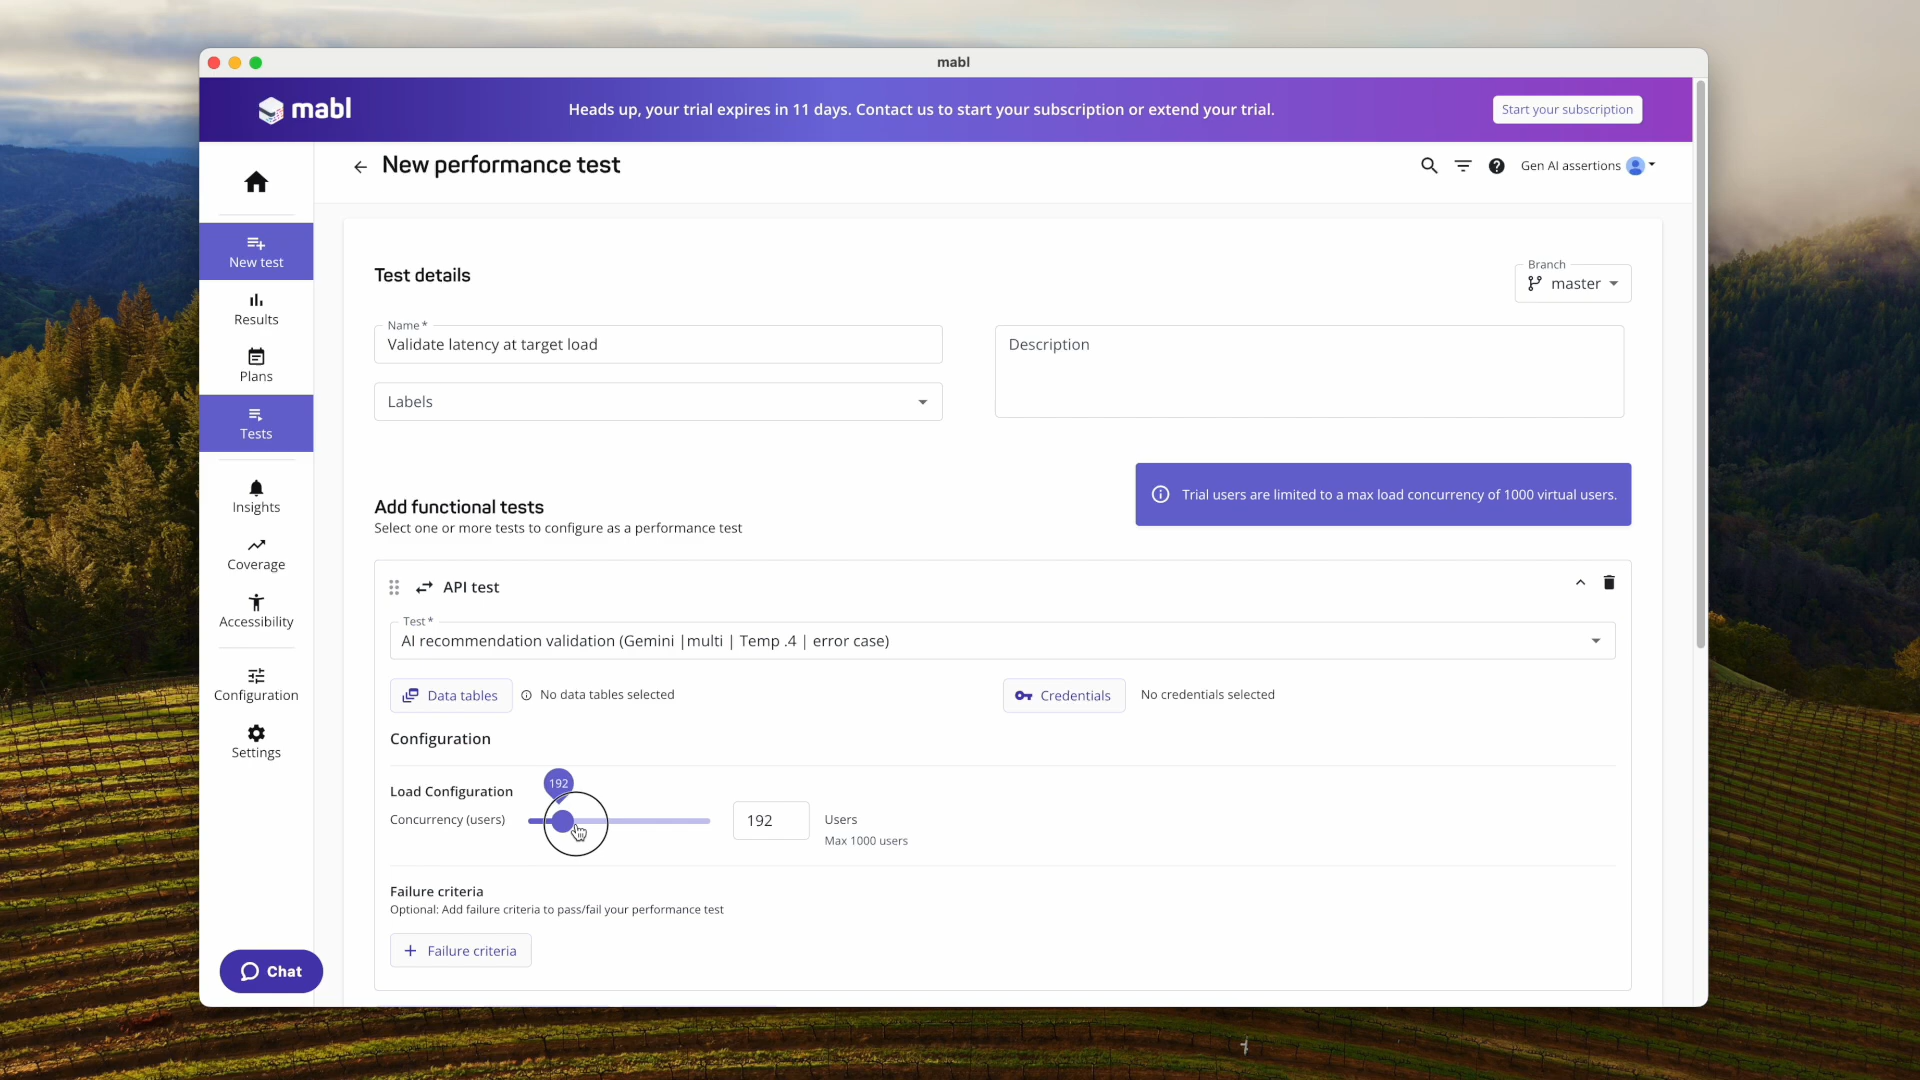 mabl
mabl
Heads up, your trial expires in 11 days. Contact us to start your subscription or extend your trial.
Start your subscription
New performance test
Gen AI assertions
New test
Results
Plans
Tests
Insights
Coverage
Accessibility
Configuration
Settings
Chat
Test details
Branch
master
Name*
Validate latency at target load
Description
Labels
Add functional tests
Select one or more tests to configure as a performance test
Trial users are limited to a max load concurrency of 1000 virtual users.
API test
Test*
AI recommendation validation (Gemini |multi | Temp .4 | error case)
Data tables
No data tables selected
Credentials
No credentials selected
Configuration
192
Load Configuration
Concurrency (users)
192
Users
Max 1000 users
Failure criteria
Optional: Add failure criteria to pass/fail your performance test
+ Failure criteria